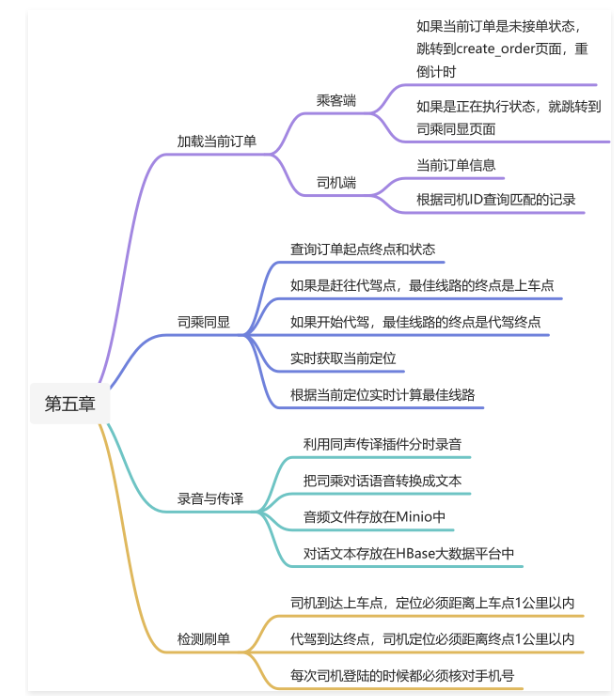 如果当前订单是未接单状态，
跳转到create_order页面，重
倒计时
乘客端
如果是正在执行状态，就跳转到
司乘同显页面
加载当前订单
当前订单信息
司机端
根据司机ID查询匹配的记录
查询订单起点终点和状态
如果是赶往代驾点，最佳线路的终点是上车点
司乘同显
如果开始代驾，最佳线路的终点是代驾终点
实时获取当前定位
根据当前定位实时计算最佳线路
第五章
利用同声传译插件分时录音
把司乘对话语音转换成文本
录音与传译
音频文件存放在Minio中
对话文本存放在HBase大数据平台中
司机到达上车点，定位必须距离上车点1公里以内
检测刷单
代驾到达终点，司机定位必须距离终点1公里以内
每次司机登陆的时候都必须核对手机号